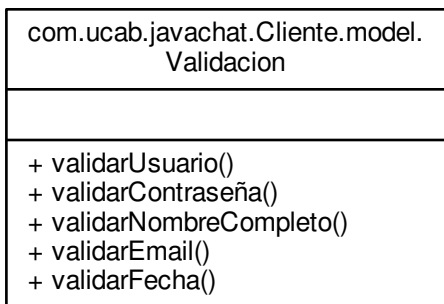 com.ucab.javachat.Cliente.model.
Validacion
+ validarUsuario()
+ validarContraseña()
+ validarNombreCompleto()
+ validarEmail()
+ validarFecha()